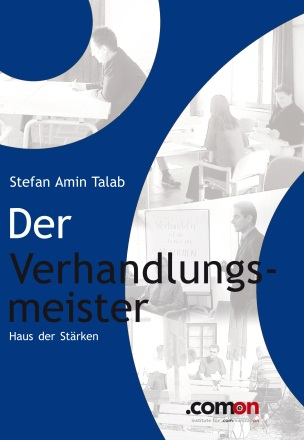 Stefan Amin Talab
Der
Verhandlungs-
meister
Haus der Stärken
.comon